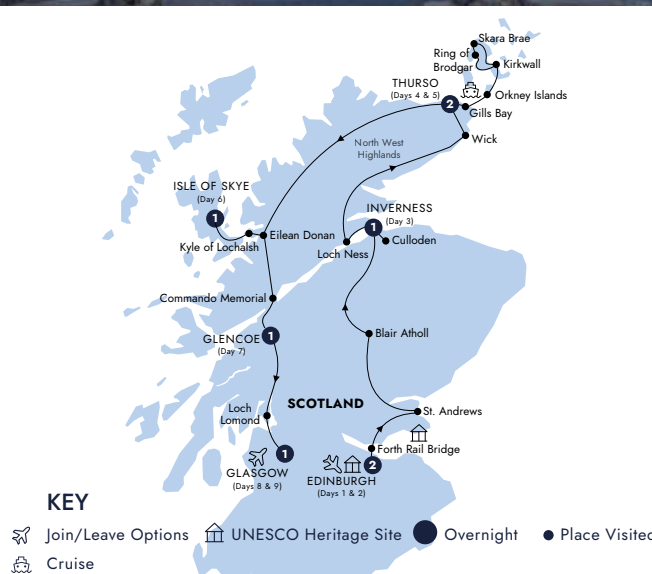 Skara Brae
Ring of
Brodgar
Kirkwall
THURSO
(Days 4 & 5)
2
Orkney Islands
Gills Bay
Wick
North West
Highlands
ISLE OF SKYE
(Day 6)
1
Kyle of Lochalsh
Eilean Donan
INVERNESS
(Day 3)
1
Culloden
Loch Ness
Commando Memorial
GLENCOE
(Day 7)
1
Blair Atholl
SCOTLAND
Loch
Lomond
St. Andrews
Forth Rail Bridge
1
GLASGOW
(Days 8 & 9)
2
EDINBURGH
(Days 1 & 2)
KEY
Join/Leave Options
UNESCO Heritage Site
Overnight
Place Visited
Cruise